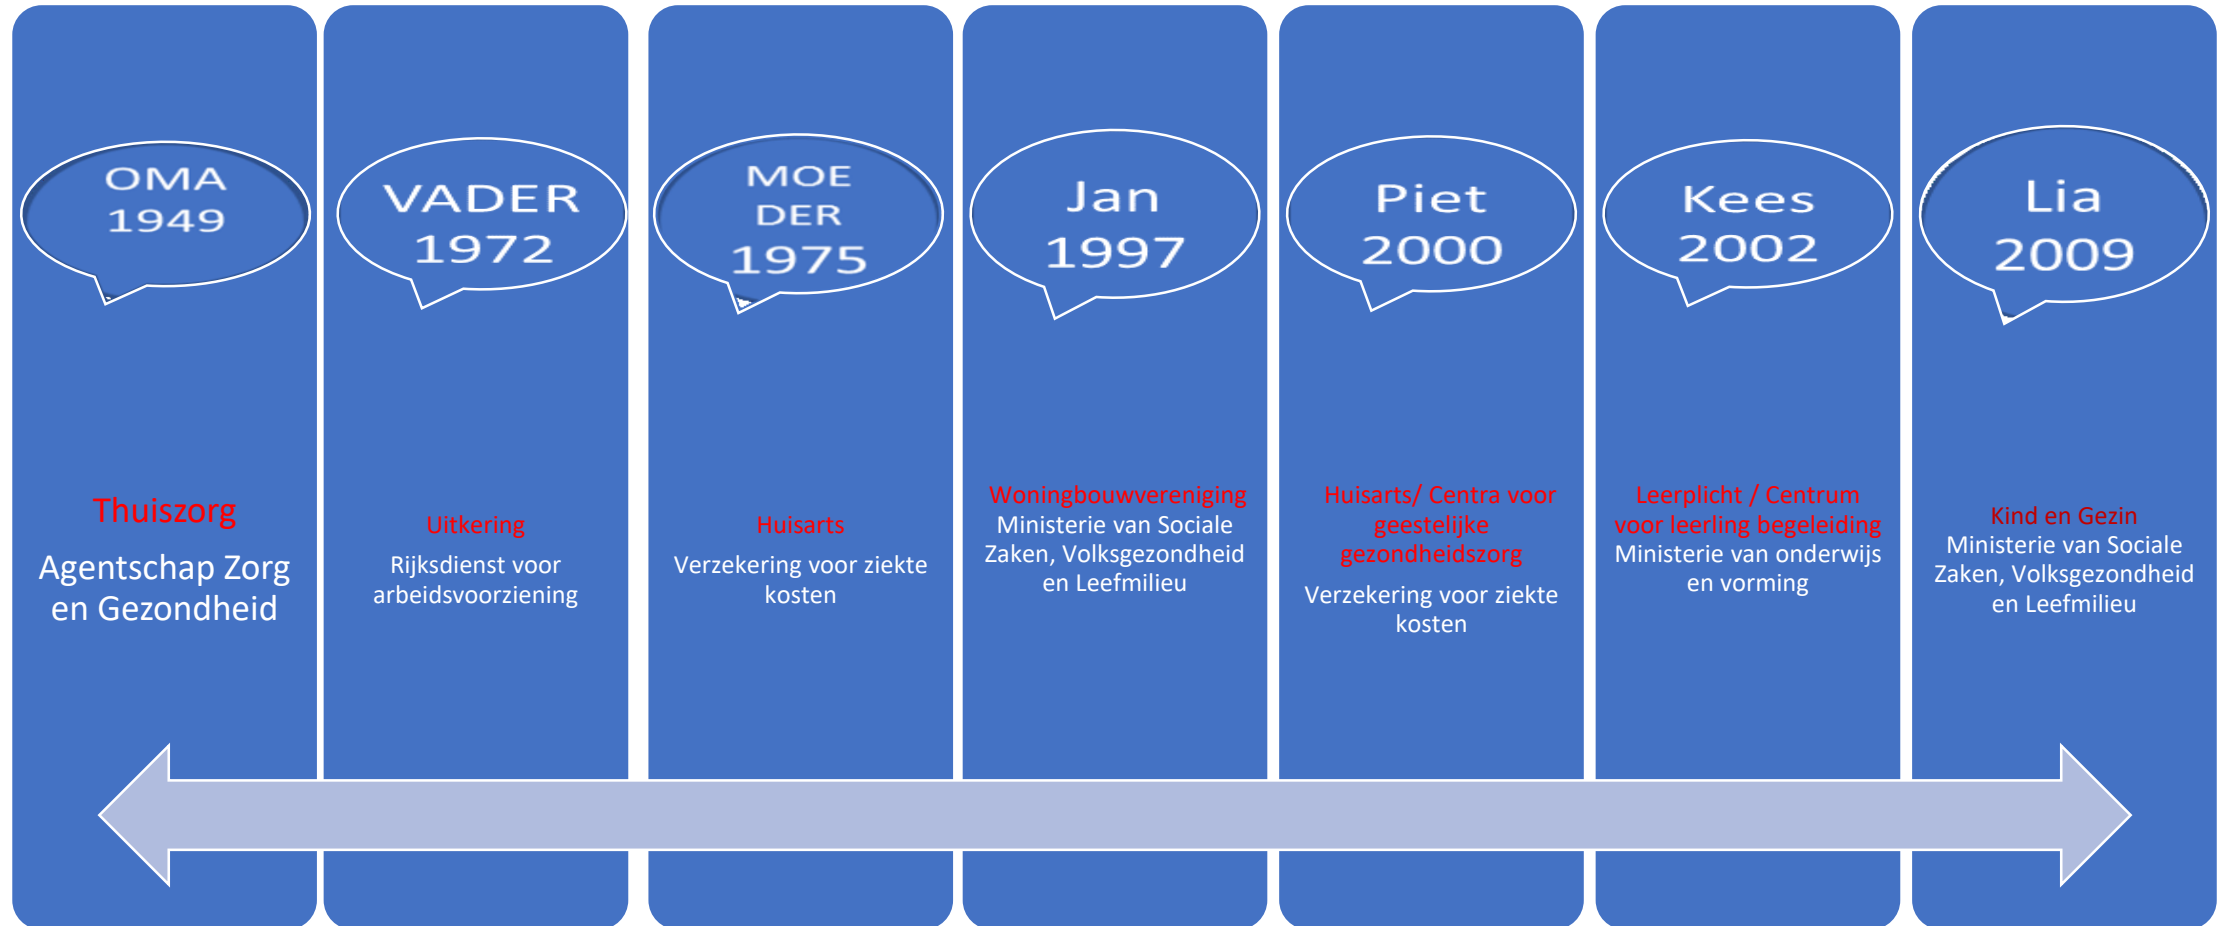 OMA
1949
Thuiszorg
Agentschap Zorg
en Gezondheid
VADER
1972
Uitkering
Rijksdienst voor
arbeidsvoorziening
MOE
DER
1975
Huisarts
Verzekering voor ziekte
kosten
Jan
1997
Woningbouwvereniging
Ministerie van Sociale
Zaken, Volksgezondheid
en Leefmilieu
Piet
2000
Huisarts/ Centra voor
geestelijke
gezondheidszorg
Verzekering voor ziekte
kosten
Kees
2002
Leerplicht / Centrum
voor leerling begeleiding
Ministerie van onderwijs
en vorming
Lia
2009
Kind en Gezin
Ministerie van Sociale
Zaken, Volksgezondheid
en Leefmilieu